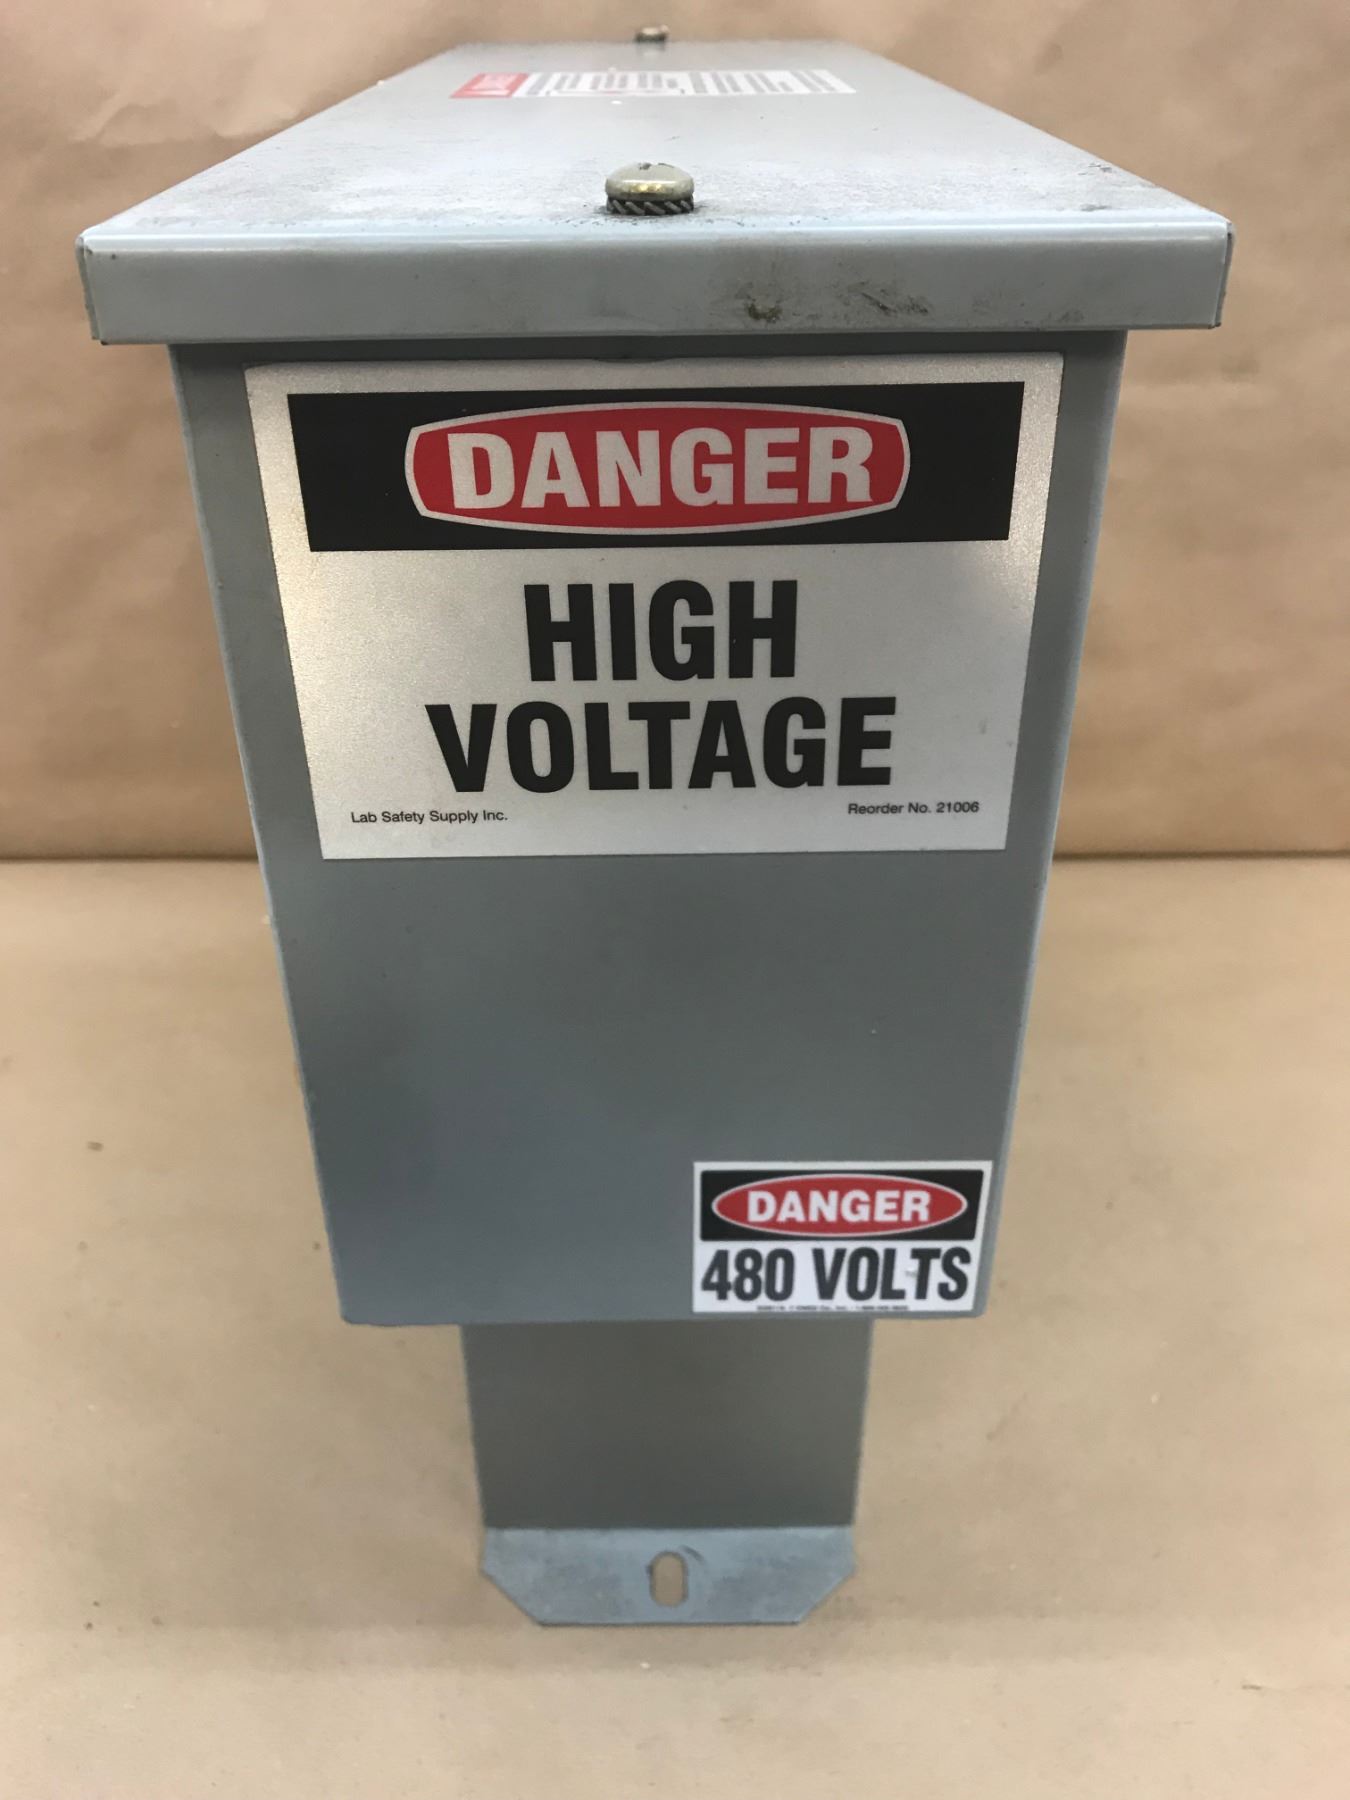 DANGER
HIGH
VOLTAGE
Lab Safety Supply Inc. Reorder No. 21006
DANGER
480 VOLTS